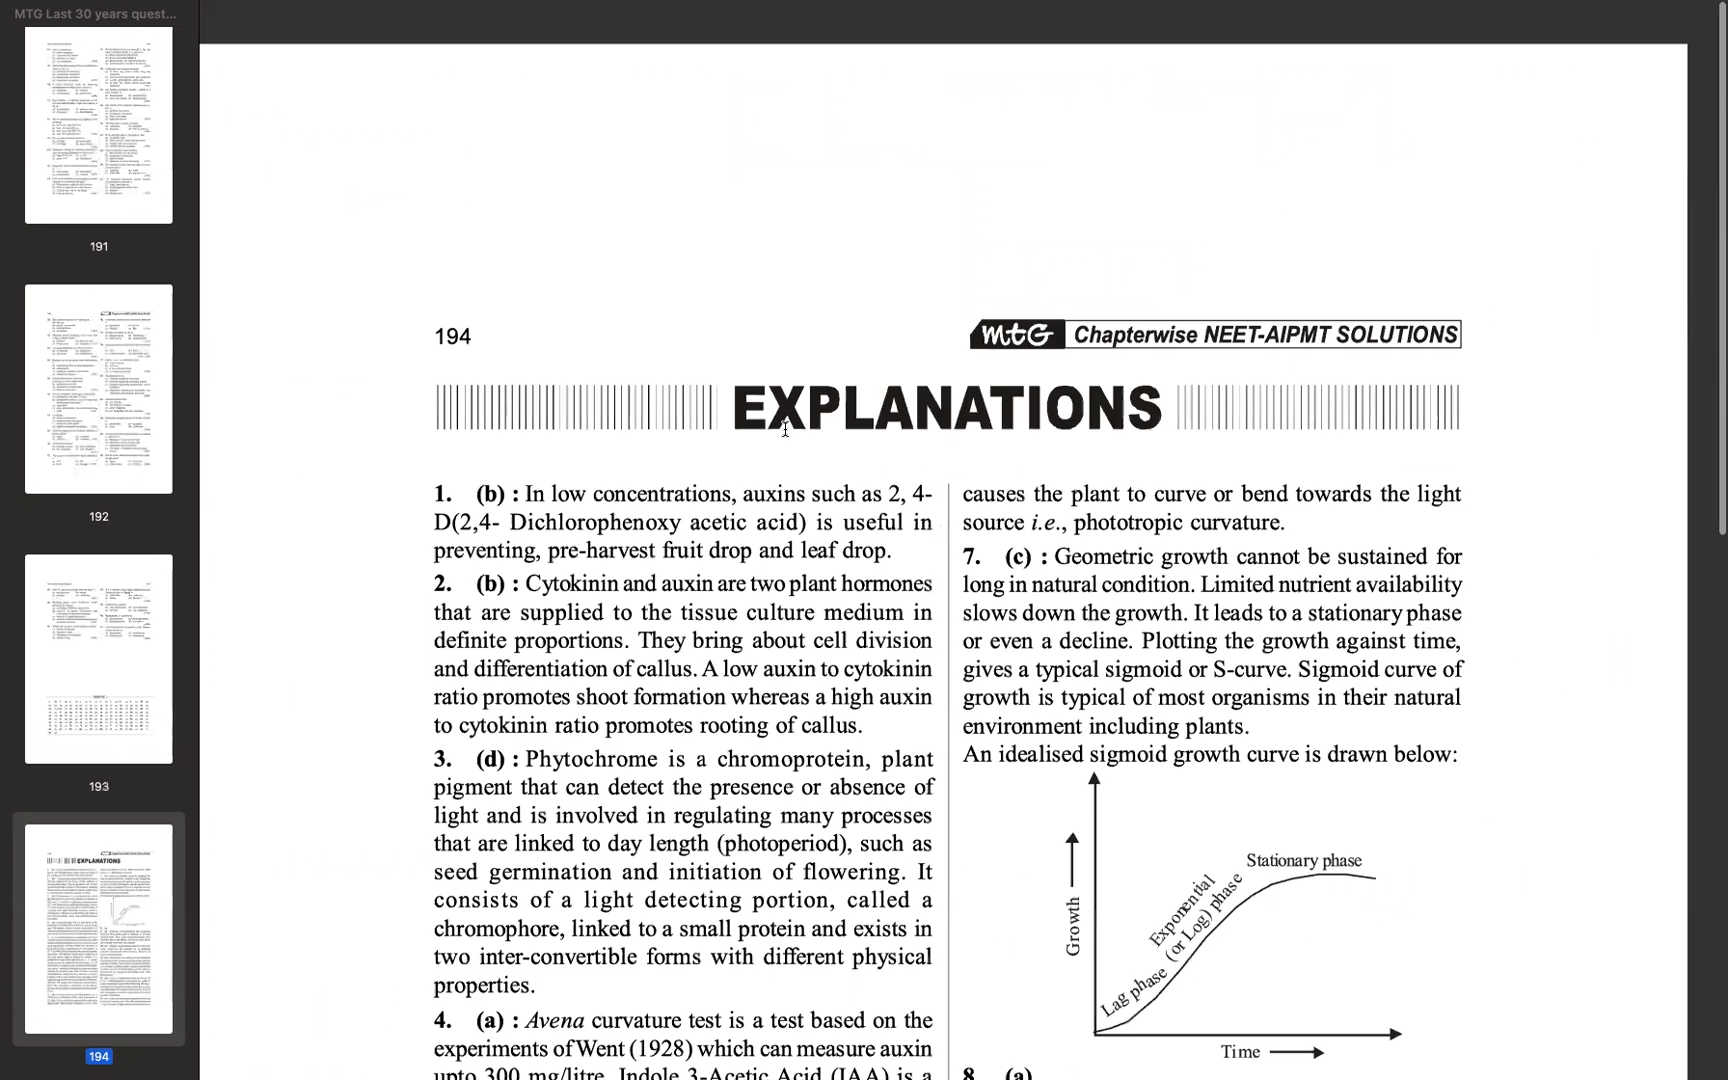 MTG Last 30 years quest...
191
192
193
194
194
mtG Chapterwise NEET-AIPMT SOLUTIONS
EXPLANATIONS
1. (b) : In low concentrations, auxins such as 2, 4-
D(2,4- Dichlorophenoxy acetic acid) is useful in
preventing, pre-harvest fruit drop and leaf drop.
2. (b) : Cytokinin and auxin are two plant hormones
that are supplied to the tissue culture medium in
definite proportions. They bring about cell division
and differentiation of callus. A low auxin to cytokinin
ratio promotes shoot formation whereas a high auxin
to cytokinin ratio promotes rooting of callus.
3. (d) : Phytochrome is a chromoprotein, plant
pigment that can detect the presence or absence of
light and is involved in regulating many processes
that are linked to day length (photoperiod), such as
seed germination and initiation of flowering. It
consists of a light detecting portion, called a
chromophore, linked to a small protein and exists in
two inter-convertible forms with different physical
properties.
4. (a) : Avena curvature test is a test based on the
experiments of Went (1928) which can measure auxin
upto 300 mg/litre. Indole 3-Acetic Acid (IAA) is a
causes the plant to curve or bend towards the light
source i.e., phototropic curvature.
7. (c) : Geometric growth cannot be sustained for
long in natural condition. Limited nutrient availability
slows down the growth. It leads to a stationary phase
or even a decline. Plotting the growth against time,
gives a typical sigmoid or S-curve. Sigmoid curve of
growth is typical of most organisms in their natural
environment including plants.
An idealised sigmoid growth curve is drawn below:
Stationary phase
Exponential
(or Log) phase
Lag phase
Growth
Time
8. (a)